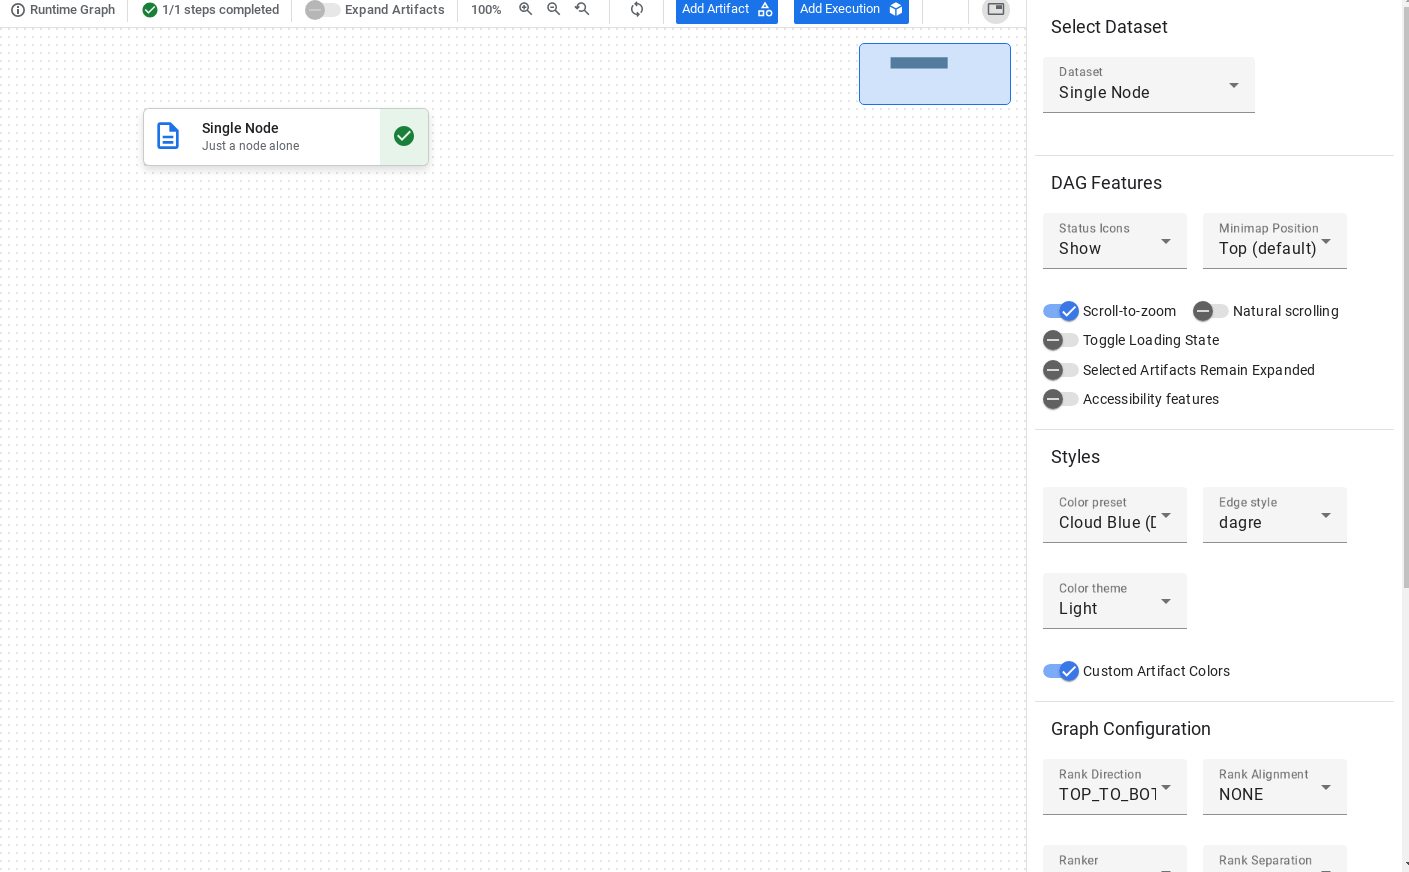 Runtime Graph
1/1 steps completed
Expand Artifacts
100%
Add Artifact
Add Execution
Single Node
Just a node alone
Select Dataset
Dataset
Single Node
DAG Features
Status Icons
Show
Minimap Position
Top (default)
Scroll-to-zoom
Natural scrolling
Toggle Loading State
Selected Artifacts Remain Expanded
Accessibility features
Styles
Color preset
Cloud Blue (D
Edge style
dagre
Color theme
Light
Custom Artifact Colors
Graph Configuration
Rank Direction
TOP_TO_BOT
Rank Alignment
NONE
Ranker
Rank Separation